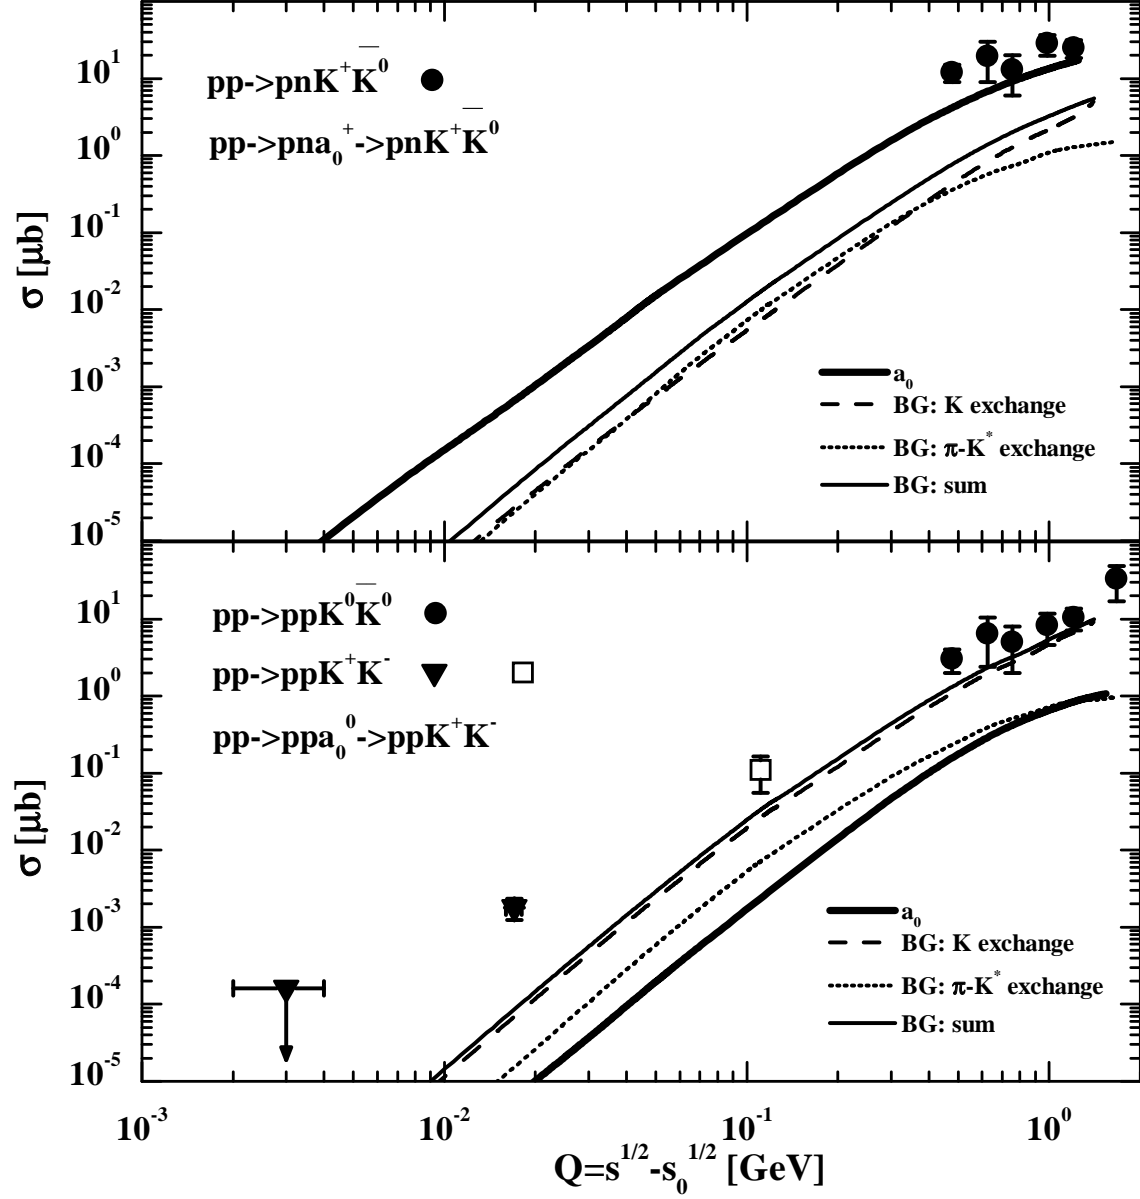 pp->pnK⁺K̅⁰
pp->pna₀⁺->pnK⁺K̅⁰
10¹
10⁰
10⁻¹
10⁻²
10⁻³
10⁻⁴
10⁻⁵
σ [μb]
a₀
BG: K exchange
BG: π-K* exchange
BG: sum
pp->ppK⁰K̅⁰
pp->ppK⁺K⁻
pp->ppa₀⁰->ppK⁺K⁻
10¹
10⁰
10⁻¹
10⁻²
10⁻³
10⁻⁴
10⁻⁵
σ [μb]
a₀
BG: K exchange
BG: π-K* exchange
BG: sum
10⁻³ 10⁻² 10⁻¹ 10⁰
Q=s^1/2-s₀^1/2 [GeV]